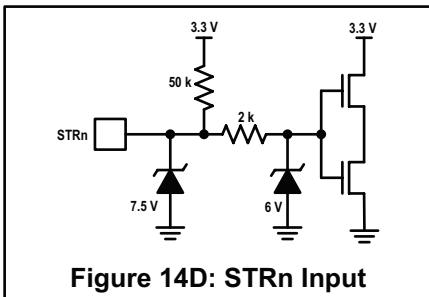 3.3 V
3.3 V
50 k
2 k
STRn
7.5 V
6 V
Figure 14D: STRn Input